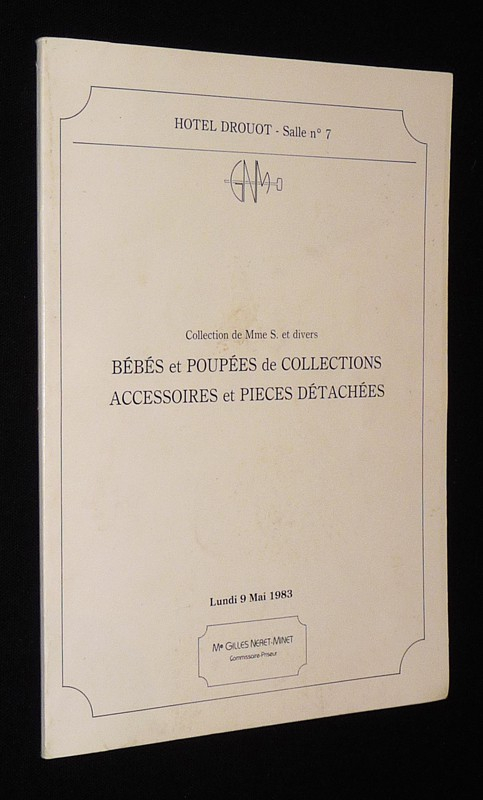 HOTEL DROUOT - Salle n° 7
GNM
Collection de Mme S. et divers
BÉBÉS et POUPÉES de COLLECTIONS
ACCESSOIRES et PIECES DÉTACHÉES
Lundi 9 Mai 1983
Me GILLES NERET-MINET
Commissaire-Priseur